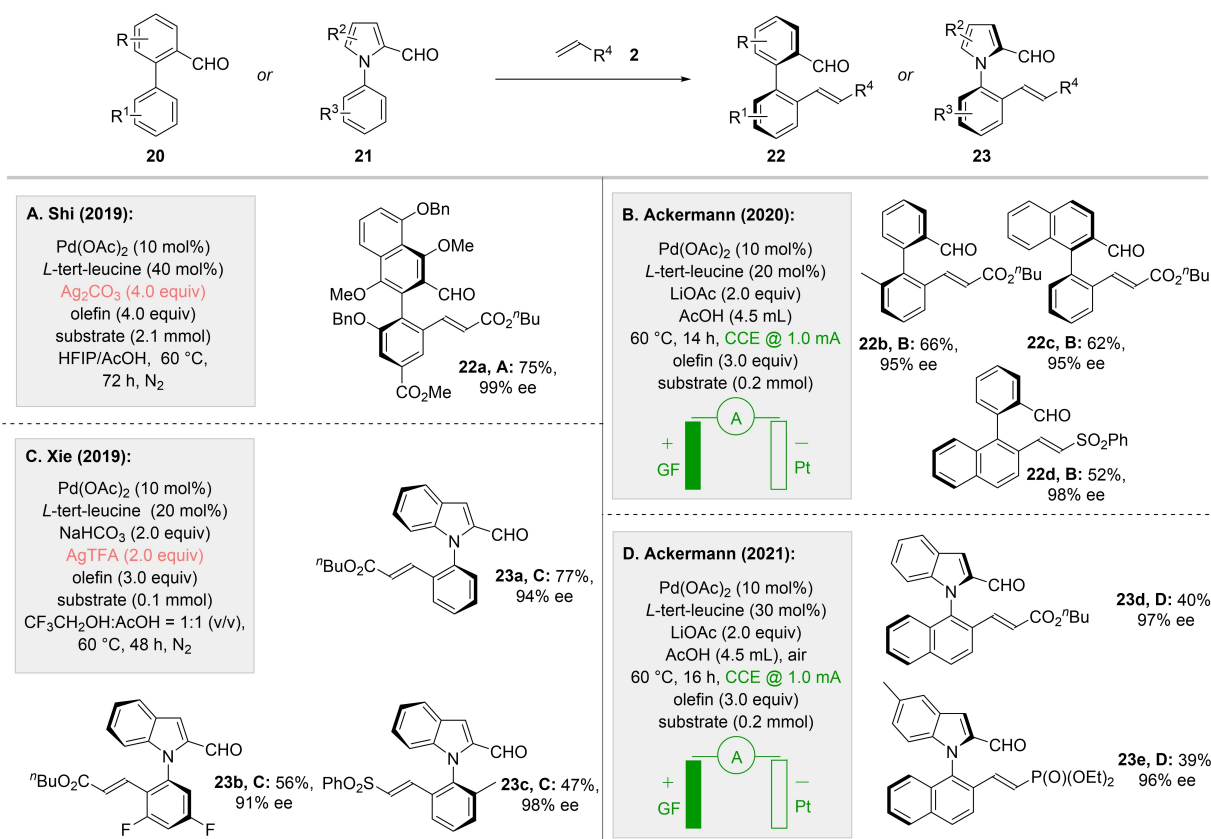 R
CHO
R¹
20
or
R²
CHO
N
R³
21
R⁴ 2
R
CHO
R⁴
R¹
22
or
R²
CHO
N
R⁴
R³
23
A. Shi (2019):
Pd(OAc)₂ (10 mol%)
L-tert-leucine (40 mol%)
Ag₂CO₃ (4.0 equiv)
olefin (4.0 equiv)
substrate (2.1 mmol)
HFIP/AcOH, 60 °C,
72 h, N₂
OBn
OMe
MeO
CHO
BnO
CO₂ⁿBu
CO₂Me
22a, A: 75%,
99% ee
B. Ackermann (2020):
Pd(OAc)₂ (10 mol%)
L-tert-leucine (20 mol%)
LiOAc (2.0 equiv)
AcOH (4.5 mL)
60 °C, 14 h, CCE @ 1.0 mA
olefin (3.0 equiv)
substrate (0.2 mmol)
A
+
GF
—
Pt
CHO
CO₂ⁿBu
22b, B: 66%,
95% ee
CHO
CO₂ⁿBu
22c, B: 62%,
95% ee
CHO
SO₂Ph
22d, B: 52%,
98% ee
C. Xie (2019):
Pd(OAc)₂ (10 mol%)
L-tert-leucine (20 mol%)
NaHCO₃ (2.0 equiv)
AgTFA (2.0 equiv)
olefin (3.0 equiv)
substrate (0.1 mmol)
CF₃CH₂OH:AcOH = 1:1 (v/v),
60 °C, 48 h, N₂
N
CHO
ⁿBuO₂C
23a, C: 77%,
94% ee
N
CHO
ⁿBuO₂C
F
F
23b, C: 56%,
91% ee
N
CHO
PhO₂S
23c, C: 47%,
98% ee
D. Ackermann (2021):
Pd(OAc)₂ (10 mol%)
L-tert-leucine (30 mol%)
LiOAc (2.0 equiv)
AcOH (4.5 mL), air
60 °C, 16 h, CCE @ 1.0 mA
olefin (3.0 equiv)
substrate (0.2 mmol)
A
+
GF
—
Pt
N
CHO
CO₂ⁿBu
23d, D: 40%
97% ee
N
CHO
P(O)(OEt)₂
23e, D: 39%
96% ee